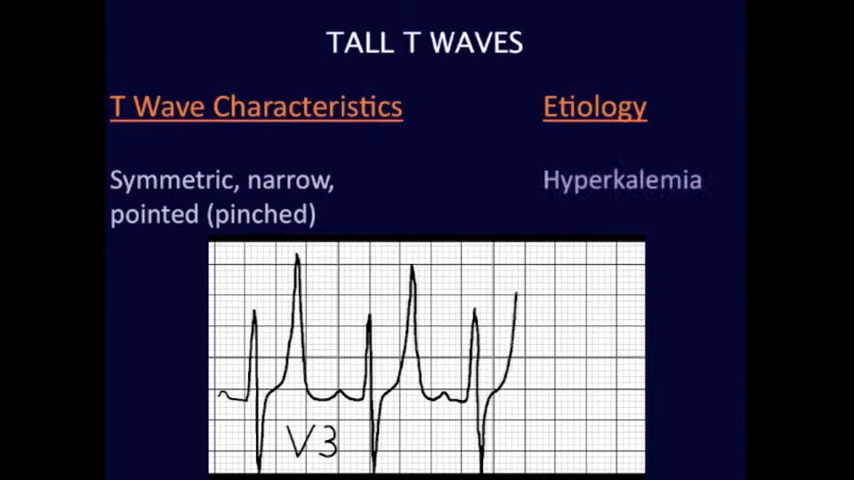 TALL T WAVES
T Wave Characteristics
Etiology
Symmetric, narrow,
pointed (pinched)
Hyperkalemia
V3